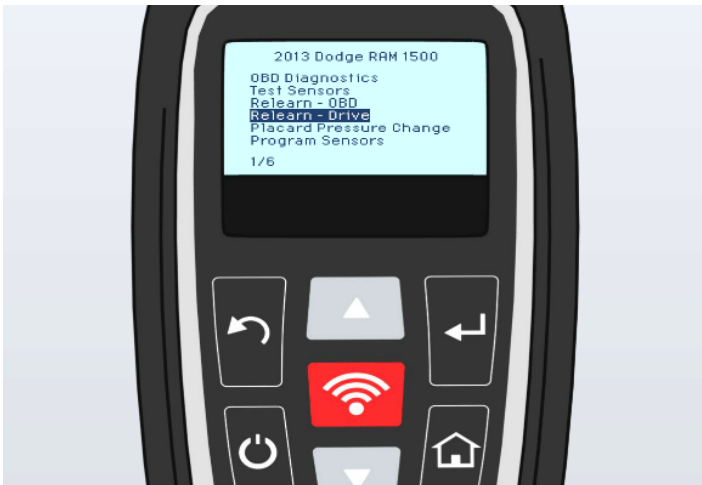 2013 Dodge RAM 1500
OBD Diagnostics
Test Sensors
Relearn - OBD
Relearn - Drive
Placard Pressure Change
Program Sensors
1/6